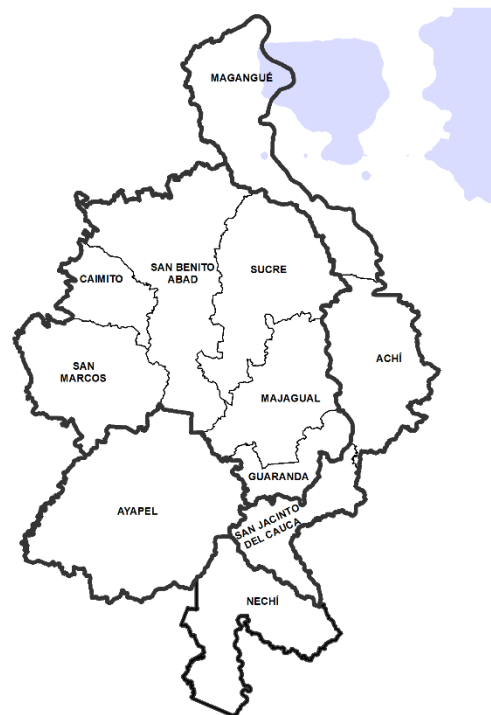 MAGANGUÉ
SAN BENITO
ABAD
SUCRE
CAIMITO
ACHÍ
SAN
MARCOS
MAJAGUAL
GUARANDA
AYAPEL
SAN JACINTO
DEL CAUCA
NECHÍ